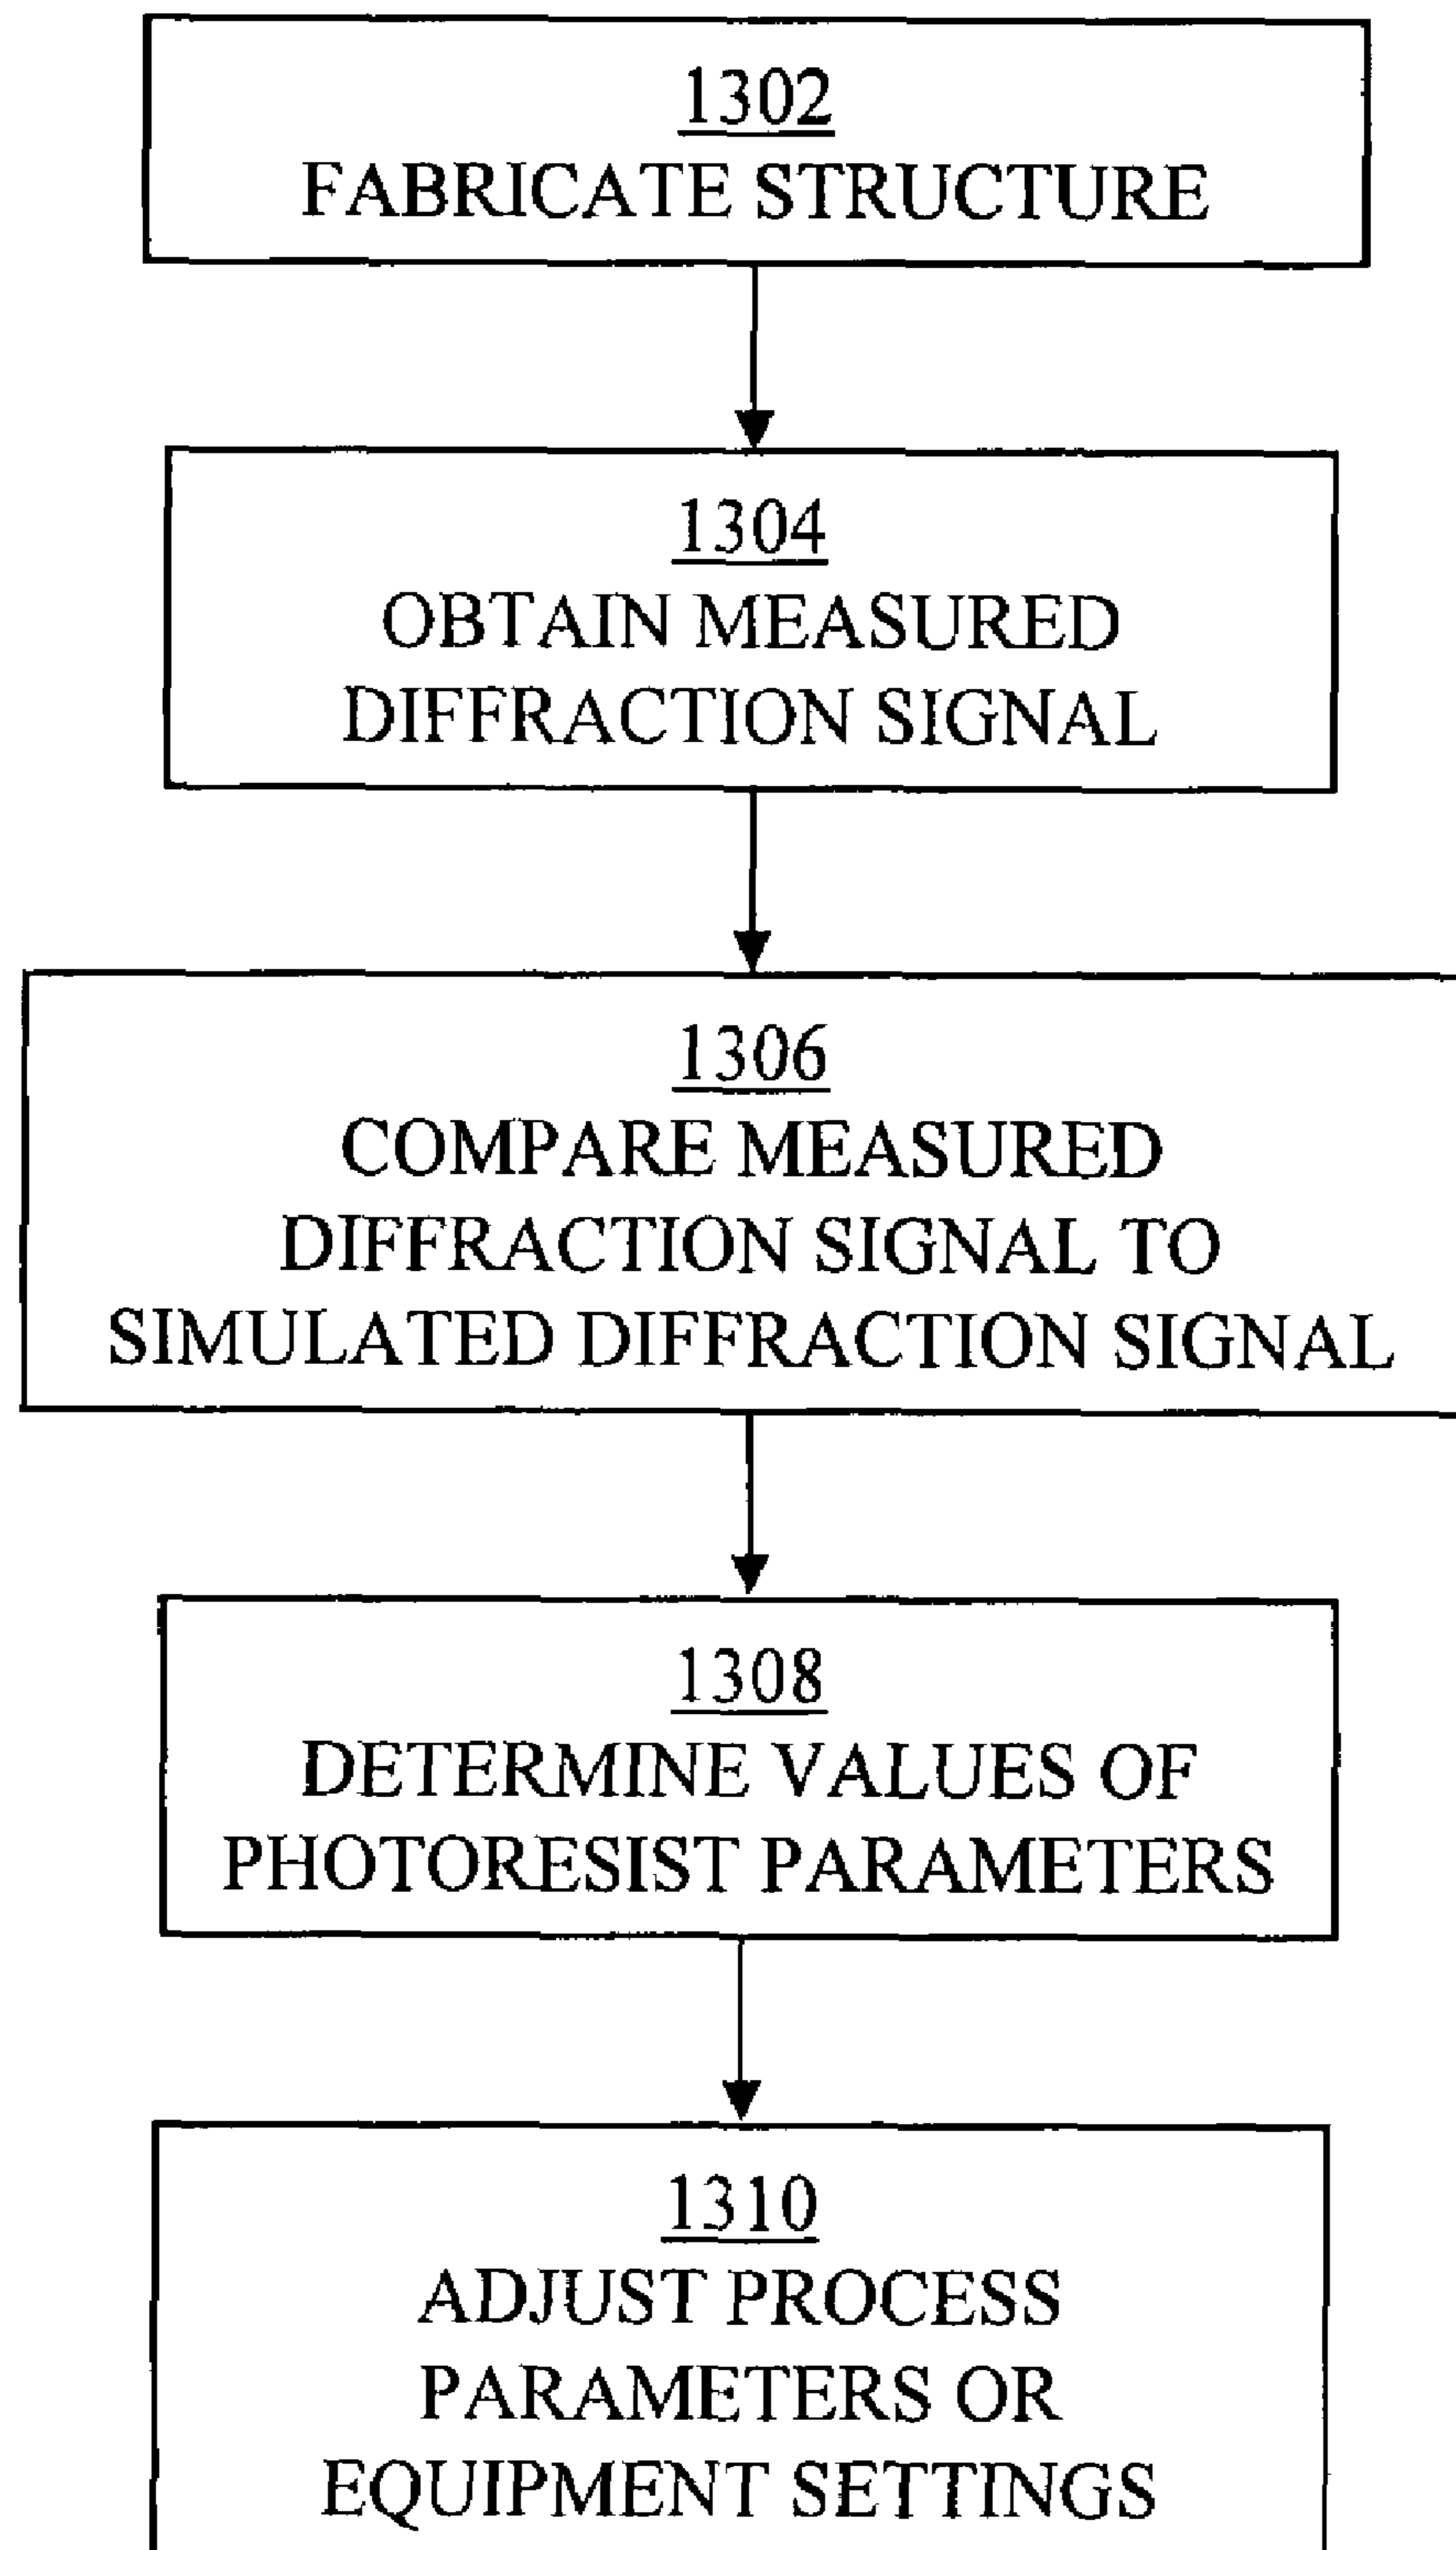 1302
FABRICATE STRUCTURE
1304
OBTAIN MEASURED
DIFFRACTION SIGNAL
1306
COMPARE MEASURED
DIFFRACTION SIGNAL TO
SIMULATED DIFFRACTION SIGNAL
1308
DETERMINE VALUES OF
PHOTORESIST PARAMETERS
1310
ADJUST PROCESS
PARAMETERS OR
EQUIPMENT SETTINGS